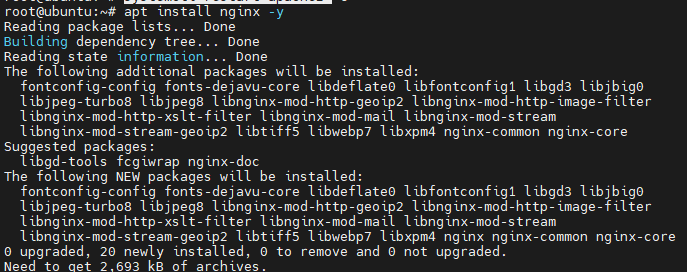 root@ubuntu:~# apt install nginx -y
Reading package lists... Done
Building dependency tree... Done
Reading state information... Done
The following additional packages will be installed:
  fontconfig-config fonts-dejavu-core libdeflate0 libfontconfig1 libgd3 libjbig0
  libjpeg-turbo8 libjpeg8 libnginx-mod-http-geoip2 libnginx-mod-http-image-filter
  libnginx-mod-http-xslt-filter libnginx-mod-mail libnginx-mod-stream
  libnginx-mod-stream-geoip2 libtiff5 libwebp7 libxpm4 nginx-common nginx-core
Suggested packages:
  libgd-tools fcgiwrap nginx-doc
The following NEW packages will be installed:
  fontconfig-config fonts-dejavu-core libdeflate0 libfontconfig1 libgd3 libjbig0
  libjpeg-turbo8 libjpeg8 libnginx-mod-http-geoip2 libnginx-mod-http-image-filter
  libnginx-mod-http-xslt-filter libnginx-mod-mail libnginx-mod-stream
  libnginx-mod-stream-geoip2 libtiff5 libwebp7 libxpm4 nginx nginx-common nginx-core
0 upgraded, 20 newly installed, 0 to remove and 0 not upgraded.
Need to get 2,693 kB of archives.